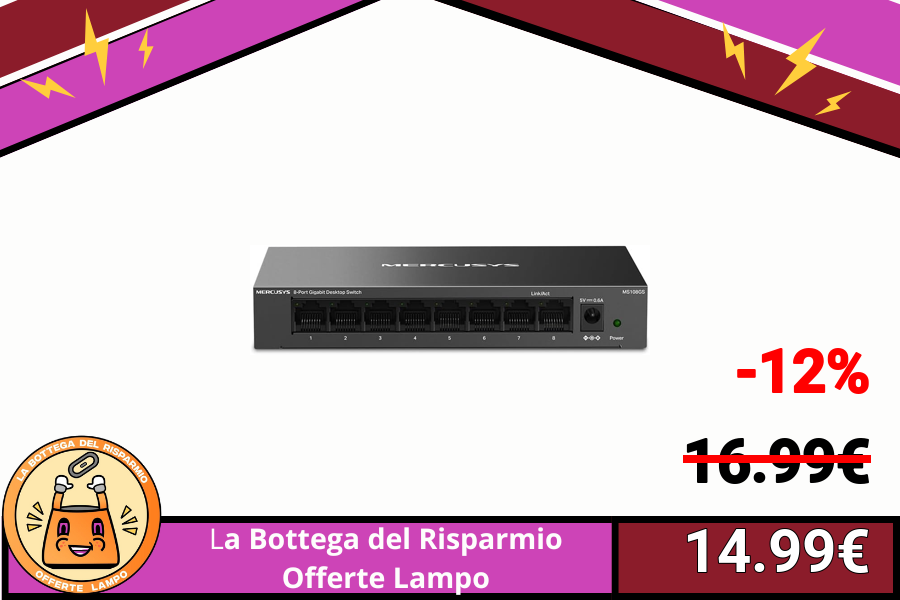 MERCUSYS
MERCUSYS 8-Port Gigabit Desktop Switch
Link/Act
MS108GS
5V 0.6A
1 2 3 4 5 6 7 8
Power
-12%
16.99€
14.99€
LA BOTTEGA DEL RISPARMIO
OFFERTE LAMPO
La Bottega del Risparmio
Offerte Lampo